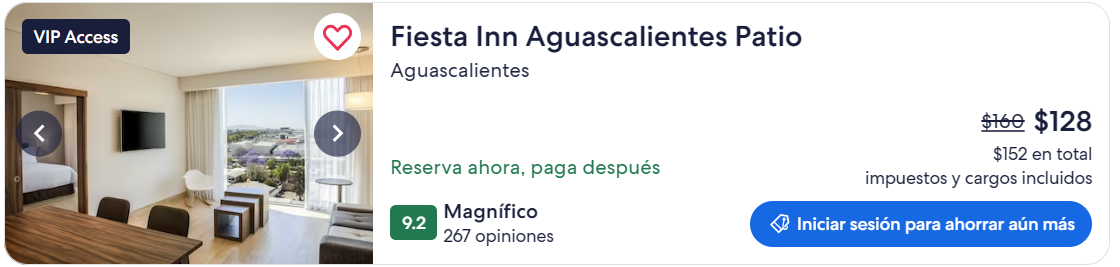 VIP Access
Fiesta Inn Aguascalientes Patio
Aguascalientes
$160 $128
$152 en total
impuestos y cargos incluidos
Reserva ahora, paga después
9.2 Magnífico
267 opiniones
Iniciar sesión para ahorrar aún más